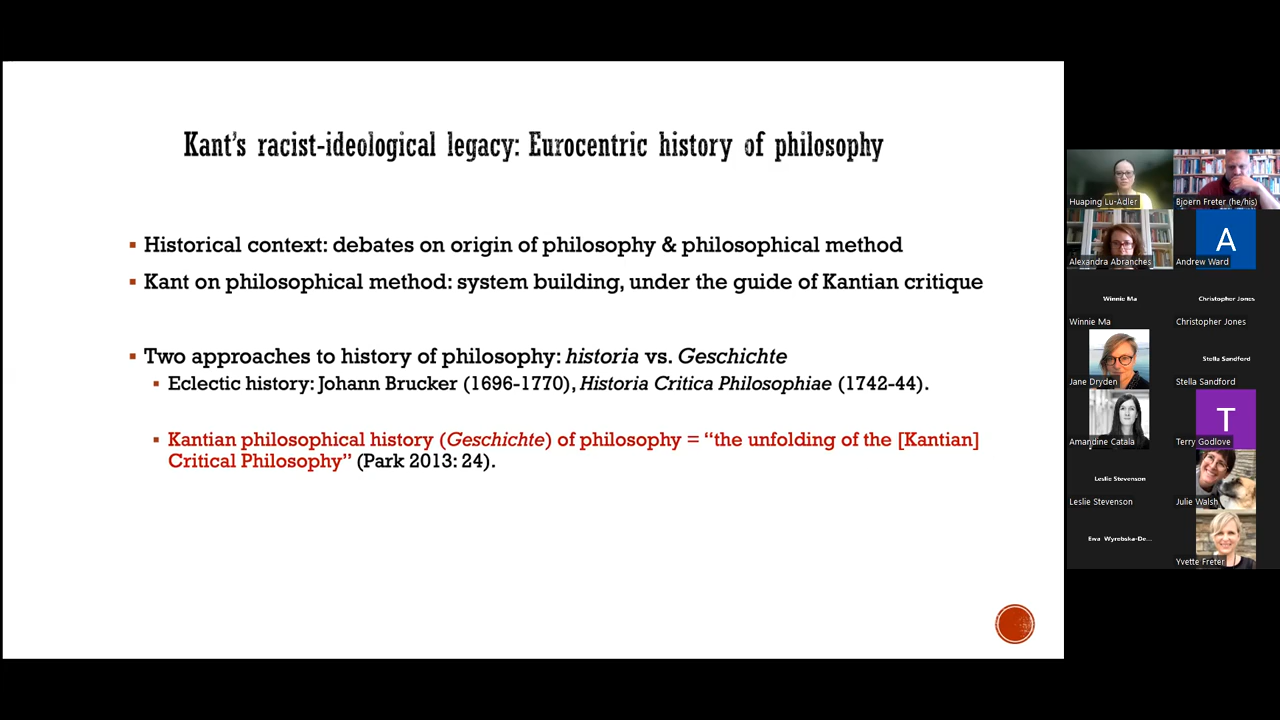 Kant's racist-ideological legacy: Eurocentric history of philosophy
▪ Historical context: debates on origin of philosophy & philosophical method
▪ Kant on philosophical method: system building, under the guide of Kantian critique
▪ Two approaches to history of philosophy: historia vs. Geschichte
▪ Eclectic history: Johann Brucker (1696-1770), Historia Critica Philosophiae (1742-44).
▪ Kantian philosophical history (Geschichte) of philosophy = “the unfolding of the [Kantian]
Critical Philosophy” (Park 2013: 24).
Huaping Lu-Adler
Bjoern Freter (he/his)
Alexandra Abranches
A
Andrew Ward
Winnie Ma
Winnie Ma
Christopher Jones
Christopher Jones
Jane Dryden
Stella Sandford
Stella Sandford
Amandine Catala
T
Terry Godlove
Leslie Stevenson
Leslie Stevenson
Julie Walsh
Ewa Wyrebska-De...
Yvette Freter